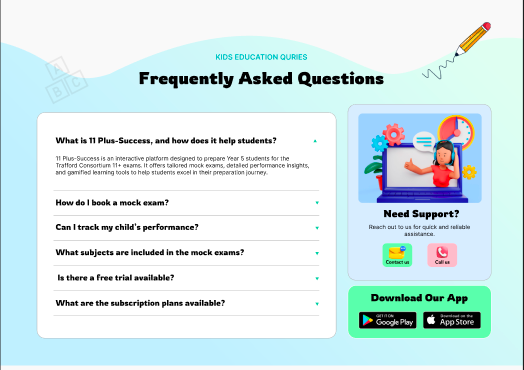 KIDS EDUCATION QURIES
Frequently Asked Questions
A
B
C
What is 11 Plus-Success, and how does it help students?
11 Plus-Success is an interactive platform designed to prepare Year 5 students for the
Trafford Consortium 11+ exams. It offers tailored mock exams, detailed performance insights,
and gamified learning tools to help students excel in their preparation journey.
How do I book a mock exam?
Can I track my child's performance?
What subjects are included in the mock exams?
Is there a free trial available?
What are the subscription plans available?
Need Support?
Reach out to us for quick and reliable
assistance.
Contact us
Call us
Download Our App
GET IT ON
Google Play
Download on the
App Store